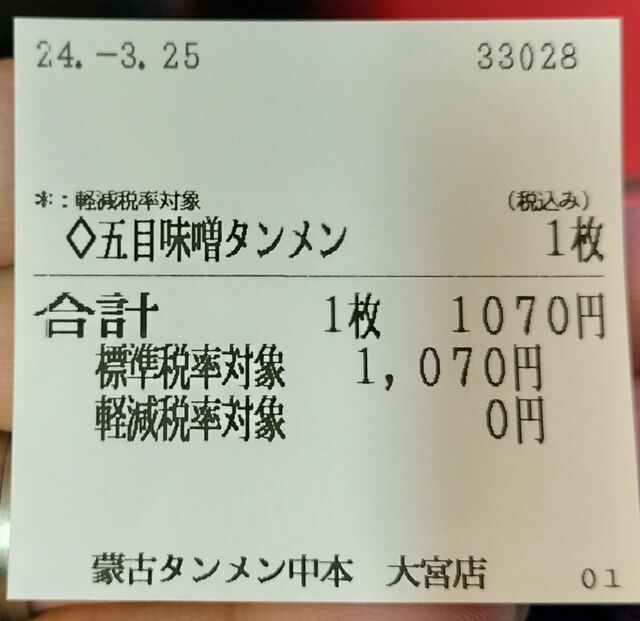 24.-3.25 33028
*:軽減税率対象 (税込み)
◇五目味噌タンメン 1枚
合計 1枚 1070円
標準税率対象 1,070円
軽減税率対象 0円
蒙古タンメン中本 大宮店 01